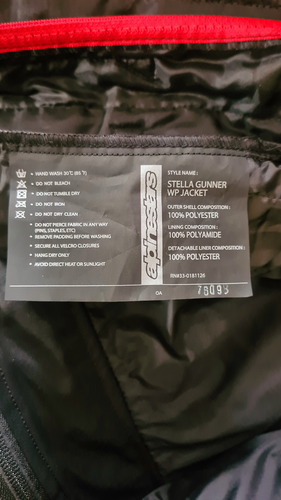 HAND WASH 30°C (85 °F)
DO NOT BLEACH
DO NOT TUMBLE DRY
DO NOT IRON
DO NOT DRY CLEAN
• DO NOT PIERCE FABRIC IN ANY WAY
(PINS, STAPLES, ETC)
• REMOVE PADDING BEFORE WASHING
• SECURE ALL VELCRO CLOSURES
• HANG DRY ONLY
• AVOID DIRECT HEAT OR SUNLIGHT
alpinestars
STYLE NAME :
STELLA GUNNER
WP JACKET
OUTER SHELL COMPOSITION :
100% POLYESTER
LINING COMPOSITION :
100% POLYAMIDE
DETACHABLE LINER COMPOSITION :
100% POLYESTER
RN#33-0181126
OA